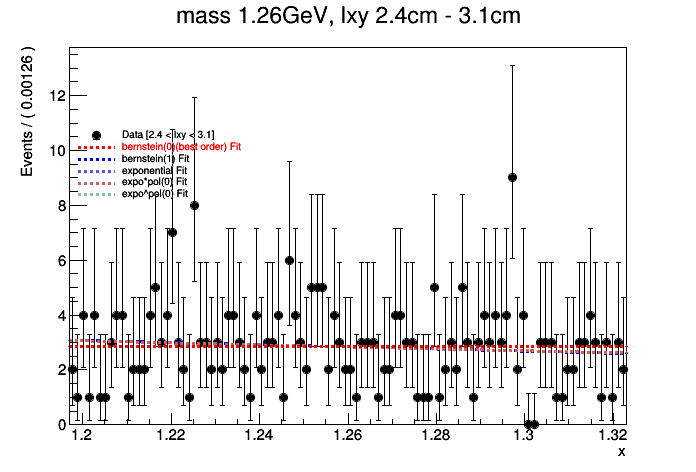 mass 1.26GeV, lxy 2.4cm - 3.1cm
Events / ( 0.00126 )
12
10
8
6
4
2
0
Data [2.4 < lxy < 3.1]
bernstein(0)(best order) Fit
bernstein(1) Fit
exponential Fit
expo*pol(0) Fit
expo^pol(0) Fit
1.2 1.22 1.24 1.26 1.28 1.3 1.32
x